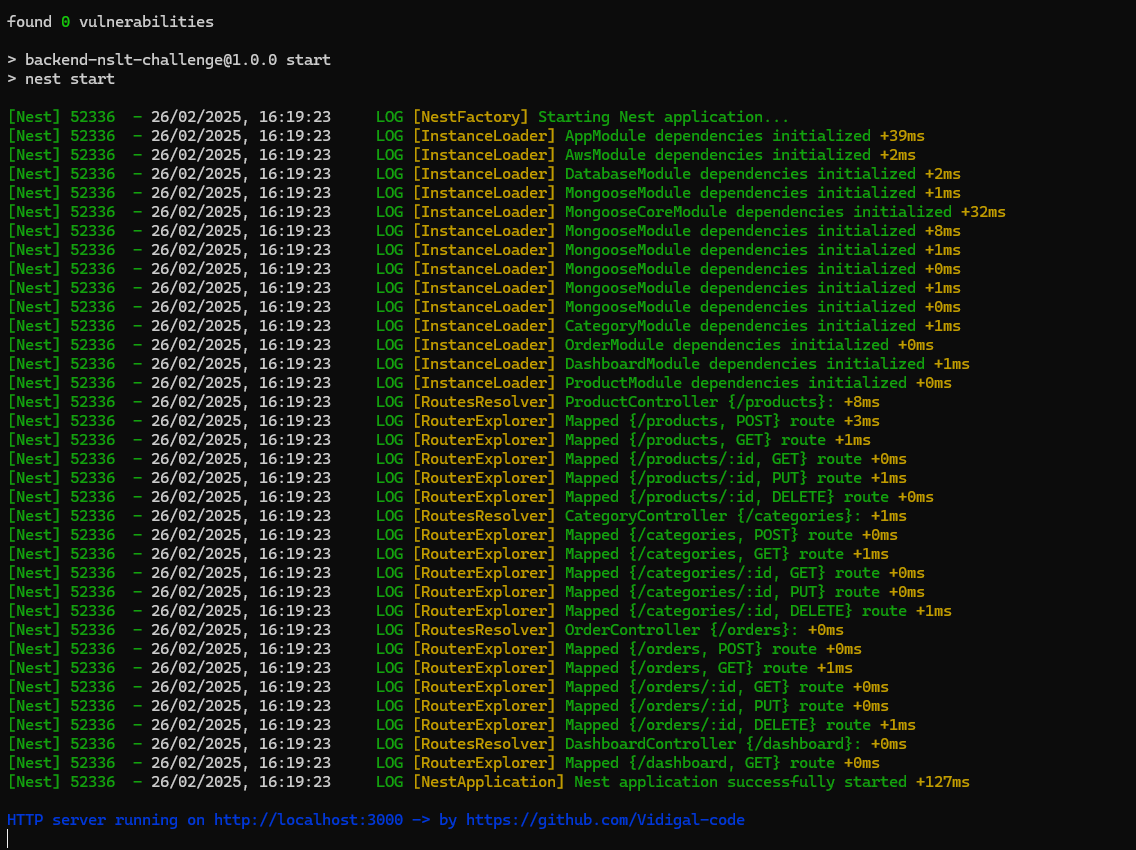 found 0 vulnerabilities
> backend-nslt-challenge@1.0.0 start
> nest start
[Nest] 52336  - 26/02/2025, 16:19:23     LOG [NestFactory] Starting Nest application...
[Nest] 52336  - 26/02/2025, 16:19:23     LOG [InstanceLoader] AppModule dependencies initialized +39ms
[Nest] 52336  - 26/02/2025, 16:19:23     LOG [InstanceLoader] AwsModule dependencies initialized +2ms
[Nest] 52336  - 26/02/2025, 16:19:23     LOG [InstanceLoader] DatabaseModule dependencies initialized +2ms
[Nest] 52336  - 26/02/2025, 16:19:23     LOG [InstanceLoader] MongooseModule dependencies initialized +1ms
[Nest] 52336  - 26/02/2025, 16:19:23     LOG [InstanceLoader] MongooseCoreModule dependencies initialized +32ms
[Nest] 52336  - 26/02/2025, 16:19:23     LOG [InstanceLoader] MongooseModule dependencies initialized +8ms
[Nest] 52336  - 26/02/2025, 16:19:23     LOG [InstanceLoader] MongooseModule dependencies initialized +1ms
[Nest] 52336  - 26/02/2025, 16:19:23     LOG [InstanceLoader] MongooseModule dependencies initialized +0ms
[Nest] 52336  - 26/02/2025, 16:19:23     LOG [InstanceLoader] MongooseModule dependencies initialized +1ms
[Nest] 52336  - 26/02/2025, 16:19:23     LOG [InstanceLoader] MongooseModule dependencies initialized +0ms
[Nest] 52336  - 26/02/2025, 16:19:23     LOG [InstanceLoader] CategoryModule dependencies initialized +1ms
[Nest] 52336  - 26/02/2025, 16:19:23     LOG [InstanceLoader] OrderModule dependencies initialized +0ms
[Nest] 52336  - 26/02/2025, 16:19:23     LOG [InstanceLoader] DashboardModule dependencies initialized +1ms
[Nest] 52336  - 26/02/2025, 16:19:23     LOG [InstanceLoader] ProductModule dependencies initialized +0ms
[Nest] 52336  - 26/02/2025, 16:19:23     LOG [RoutesResolver] ProductController {/products}: +8ms
[Nest] 52336  - 26/02/2025, 16:19:23     LOG [RouterExplorer] Mapped {/products, POST} route +3ms
[Nest] 52336  - 26/02/2025, 16:19:23     LOG [RouterExplorer] Mapped {/products, GET} route +1ms
[Nest] 52336  - 26/02/2025, 16:19:23     LOG [RouterExplorer] Mapped {/products/:id, GET} route +0ms
[Nest] 52336  - 26/02/2025, 16:19:23     LOG [RouterExplorer] Mapped {/products/:id, PUT} route +1ms
[Nest] 52336  - 26/02/2025, 16:19:23     LOG [RouterExplorer] Mapped {/products/:id, DELETE} route +0ms
[Nest] 52336  - 26/02/2025, 16:19:23     LOG [RoutesResolver] CategoryController {/categories}: +1ms
[Nest] 52336  - 26/02/2025, 16:19:23     LOG [RouterExplorer] Mapped {/categories, POST} route +0ms
[Nest] 52336  - 26/02/2025, 16:19:23     LOG [RouterExplorer] Mapped {/categories, GET} route +1ms
[Nest] 52336  - 26/02/2025, 16:19:23     LOG [RouterExplorer] Mapped {/categories/:id, GET} route +0ms
[Nest] 52336  - 26/02/2025, 16:19:23     LOG [RouterExplorer] Mapped {/categories/:id, PUT} route +0ms
[Nest] 52336  - 26/02/2025, 16:19:23     LOG [RouterExplorer] Mapped {/categories/:id, DELETE} route +1ms
[Nest] 52336  - 26/02/2025, 16:19:23     LOG [RoutesResolver] OrderController {/orders}: +0ms
[Nest] 52336  - 26/02/2025, 16:19:23     LOG [RouterExplorer] Mapped {/orders, POST} route +0ms
[Nest] 52336  - 26/02/2025, 16:19:23     LOG [RouterExplorer] Mapped {/orders, GET} route +1ms
[Nest] 52336  - 26/02/2025, 16:19:23     LOG [RouterExplorer] Mapped {/orders/:id, GET} route +0ms
[Nest] 52336  - 26/02/2025, 16:19:23     LOG [RouterExplorer] Mapped {/orders/:id, PUT} route +0ms
[Nest] 52336  - 26/02/2025, 16:19:23     LOG [RouterExplorer] Mapped {/orders/:id, DELETE} route +1ms
[Nest] 52336  - 26/02/2025, 16:19:23     LOG [RoutesResolver] DashboardController {/dashboard}: +0ms
[Nest] 52336  - 26/02/2025, 16:19:23     LOG [RouterExplorer] Mapped {/dashboard, GET} route +0ms
[Nest] 52336  - 26/02/2025, 16:19:23     LOG [NestApplication] Nest application successfully started +127ms
HTTP server running on http://localhost:3000 -> by https://github.com/Vidigal-code